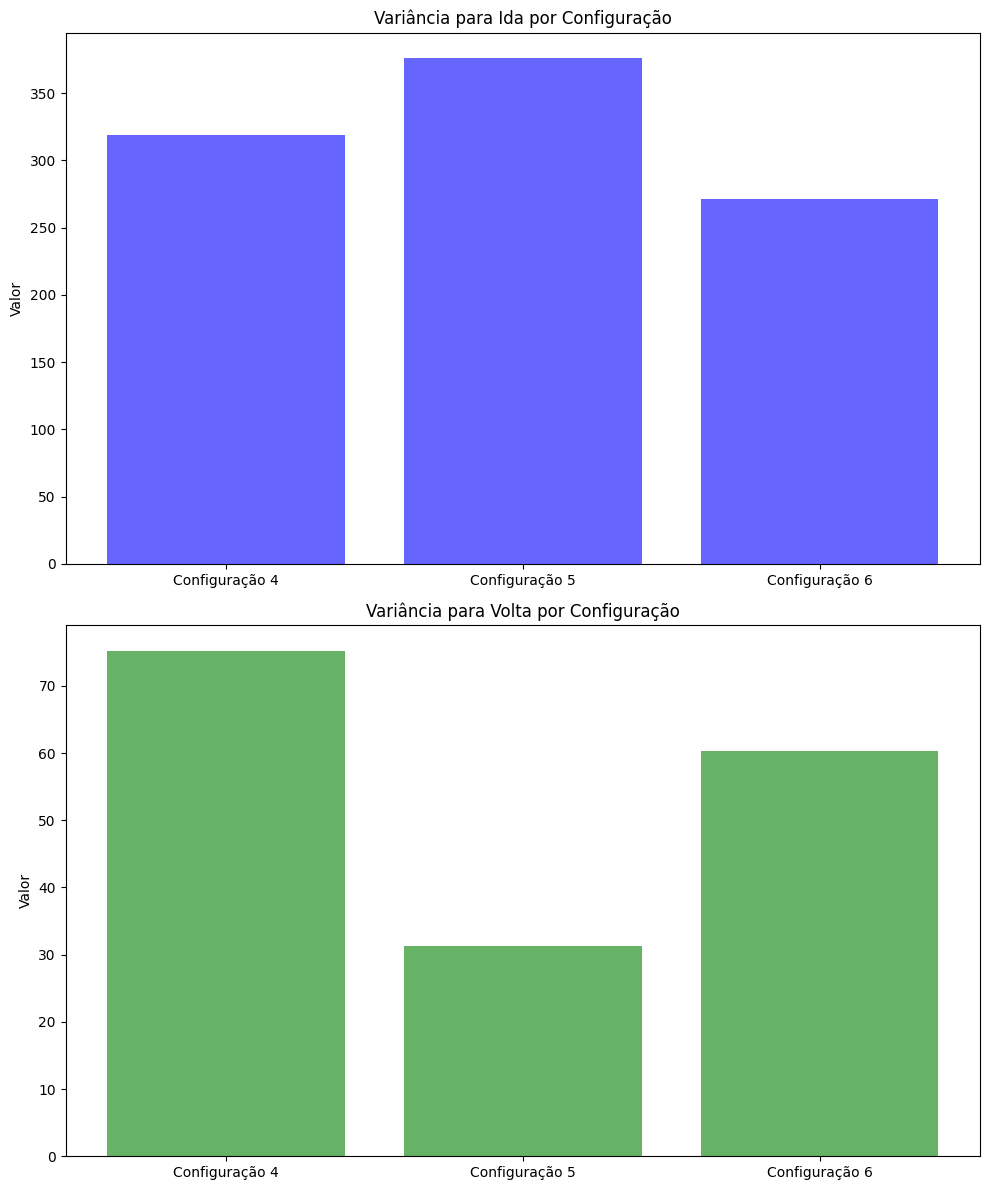 Variância para Ida por Configuração
Valor
350
300
250
200
150
100
50
0
Configuração 4
Configuração 5
Configuração 6
Variância para Volta por Configuração
Valor
70
60
50
40
30
20
10
0
Configuração 4
Configuração 5
Configuração 6